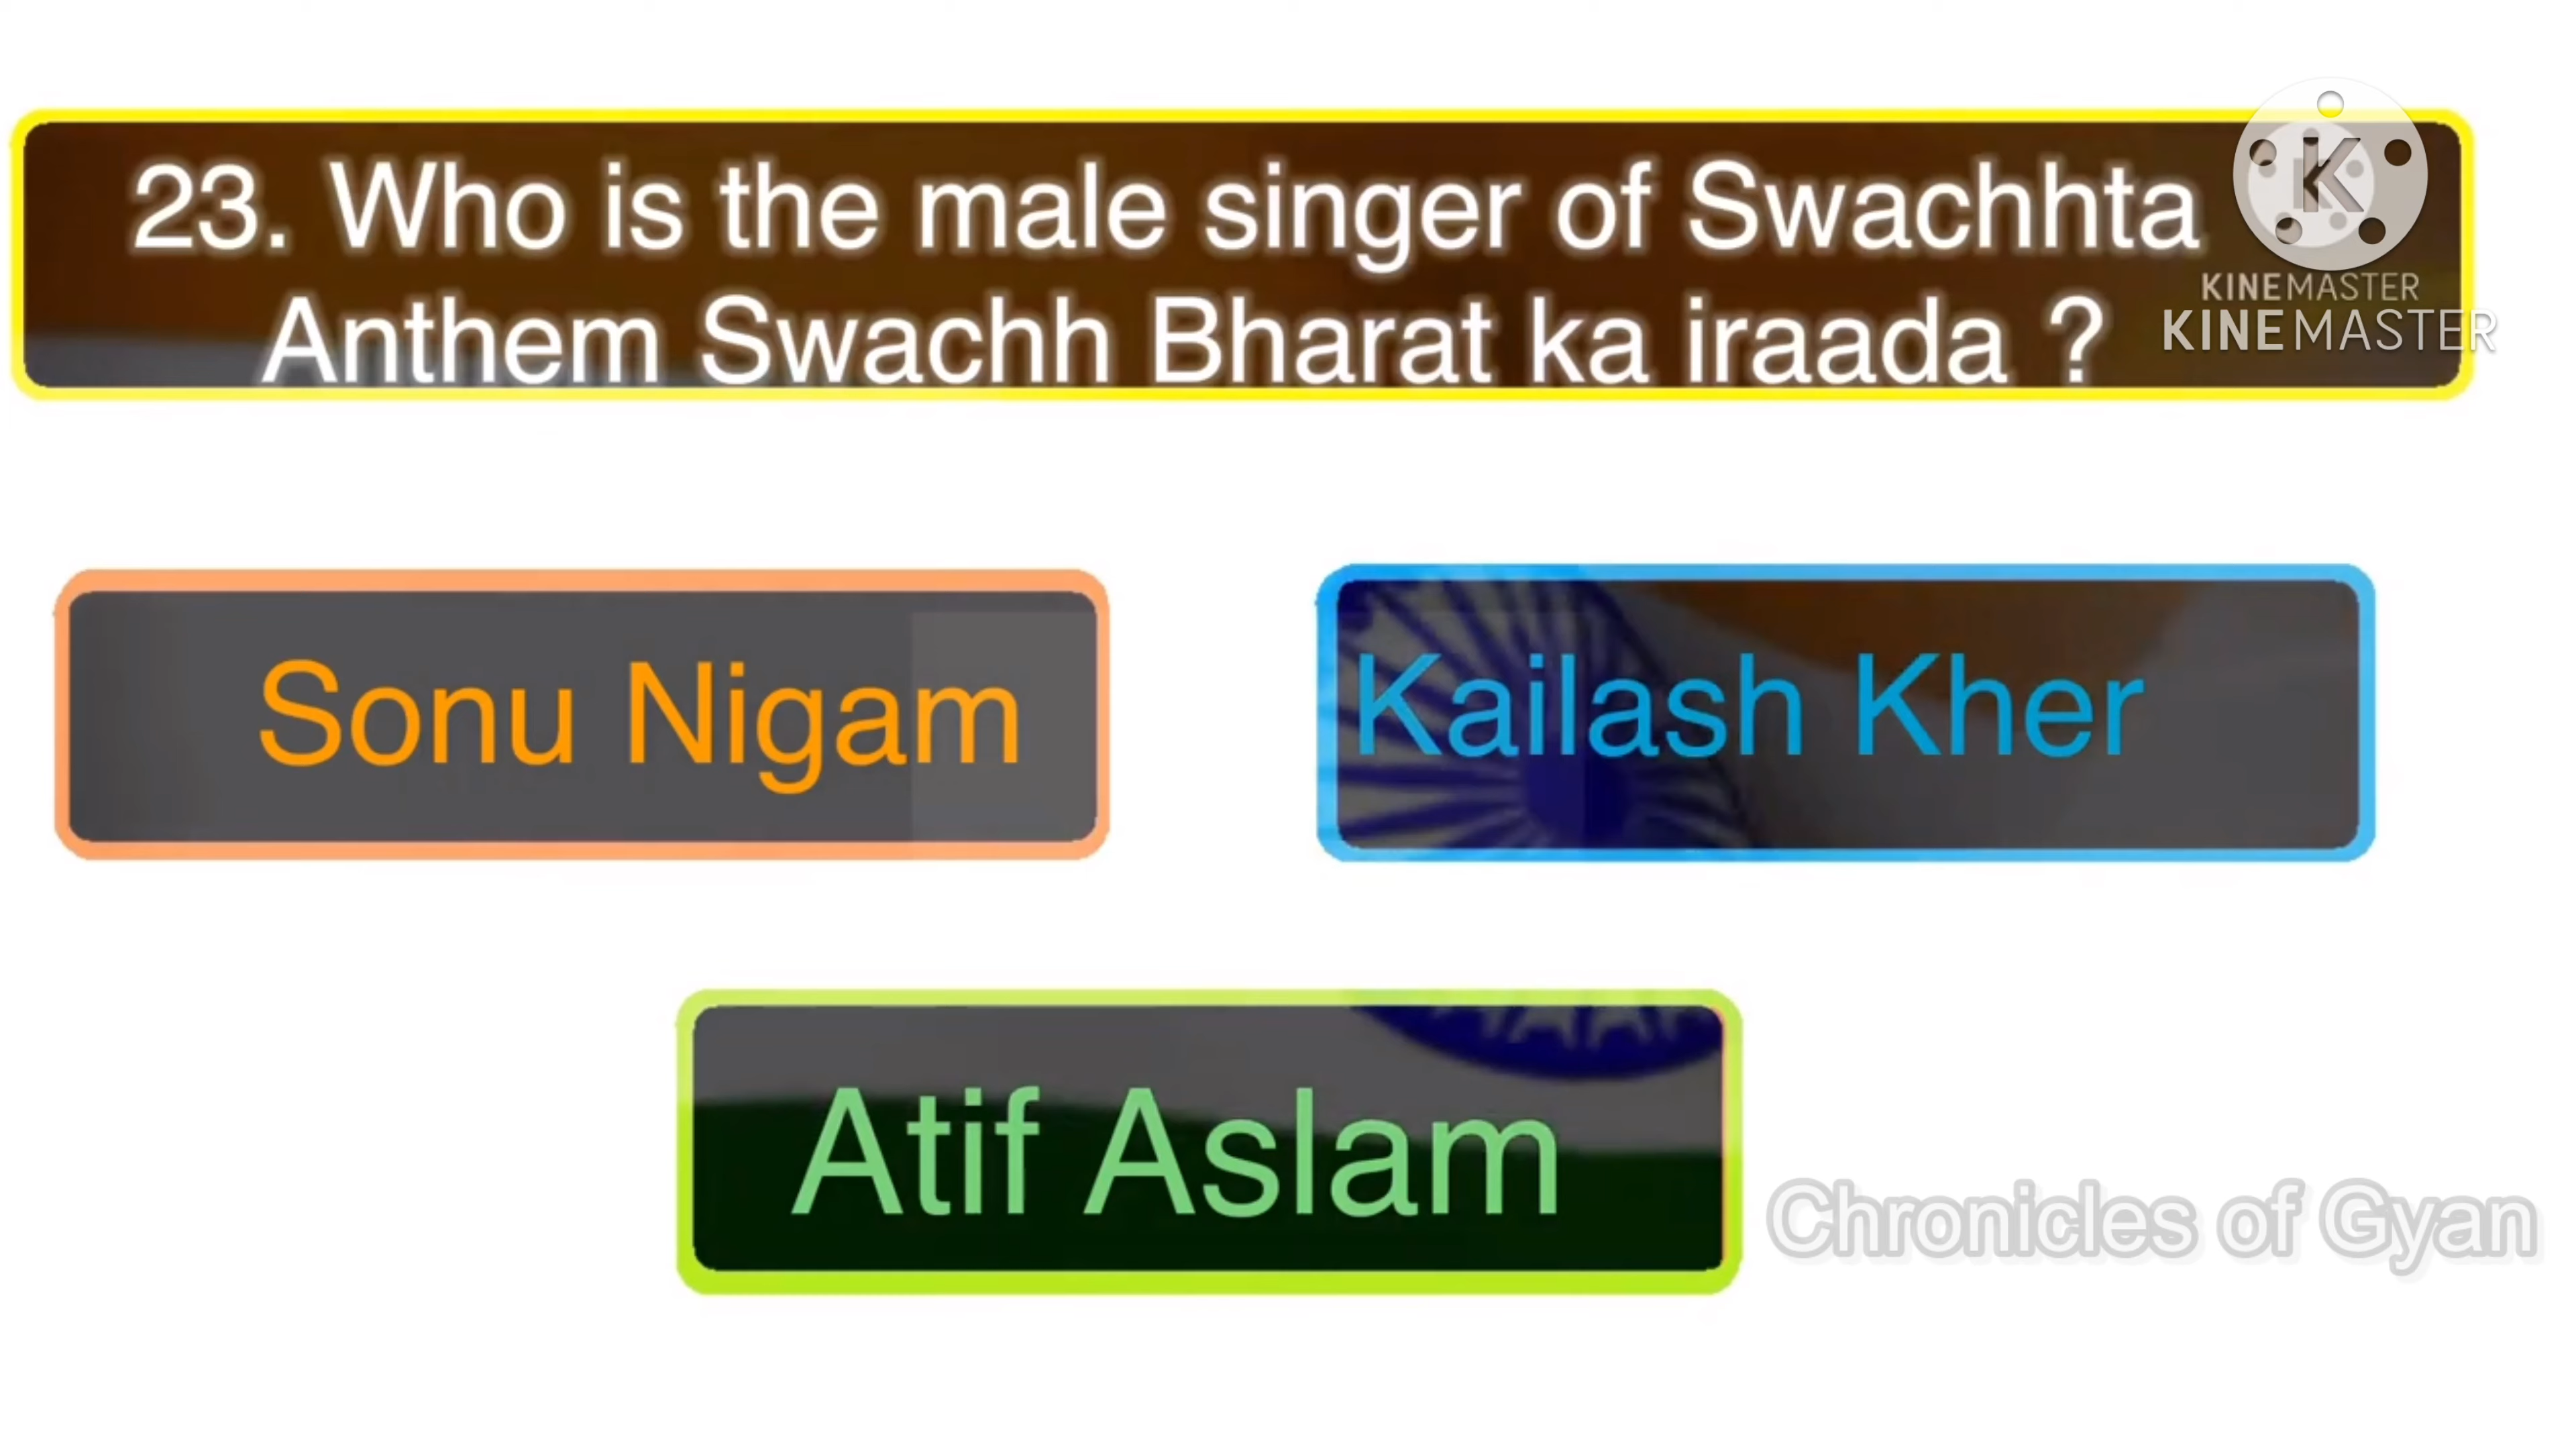 23. Who is the male singer of Swachhta
Anthem Swachh Bharat ka iraada ?
K
KINEMASTER
KINEMASTER
Sonu Nigam
Kailash Kher
Atif Aslam
Chronicles of Gyan